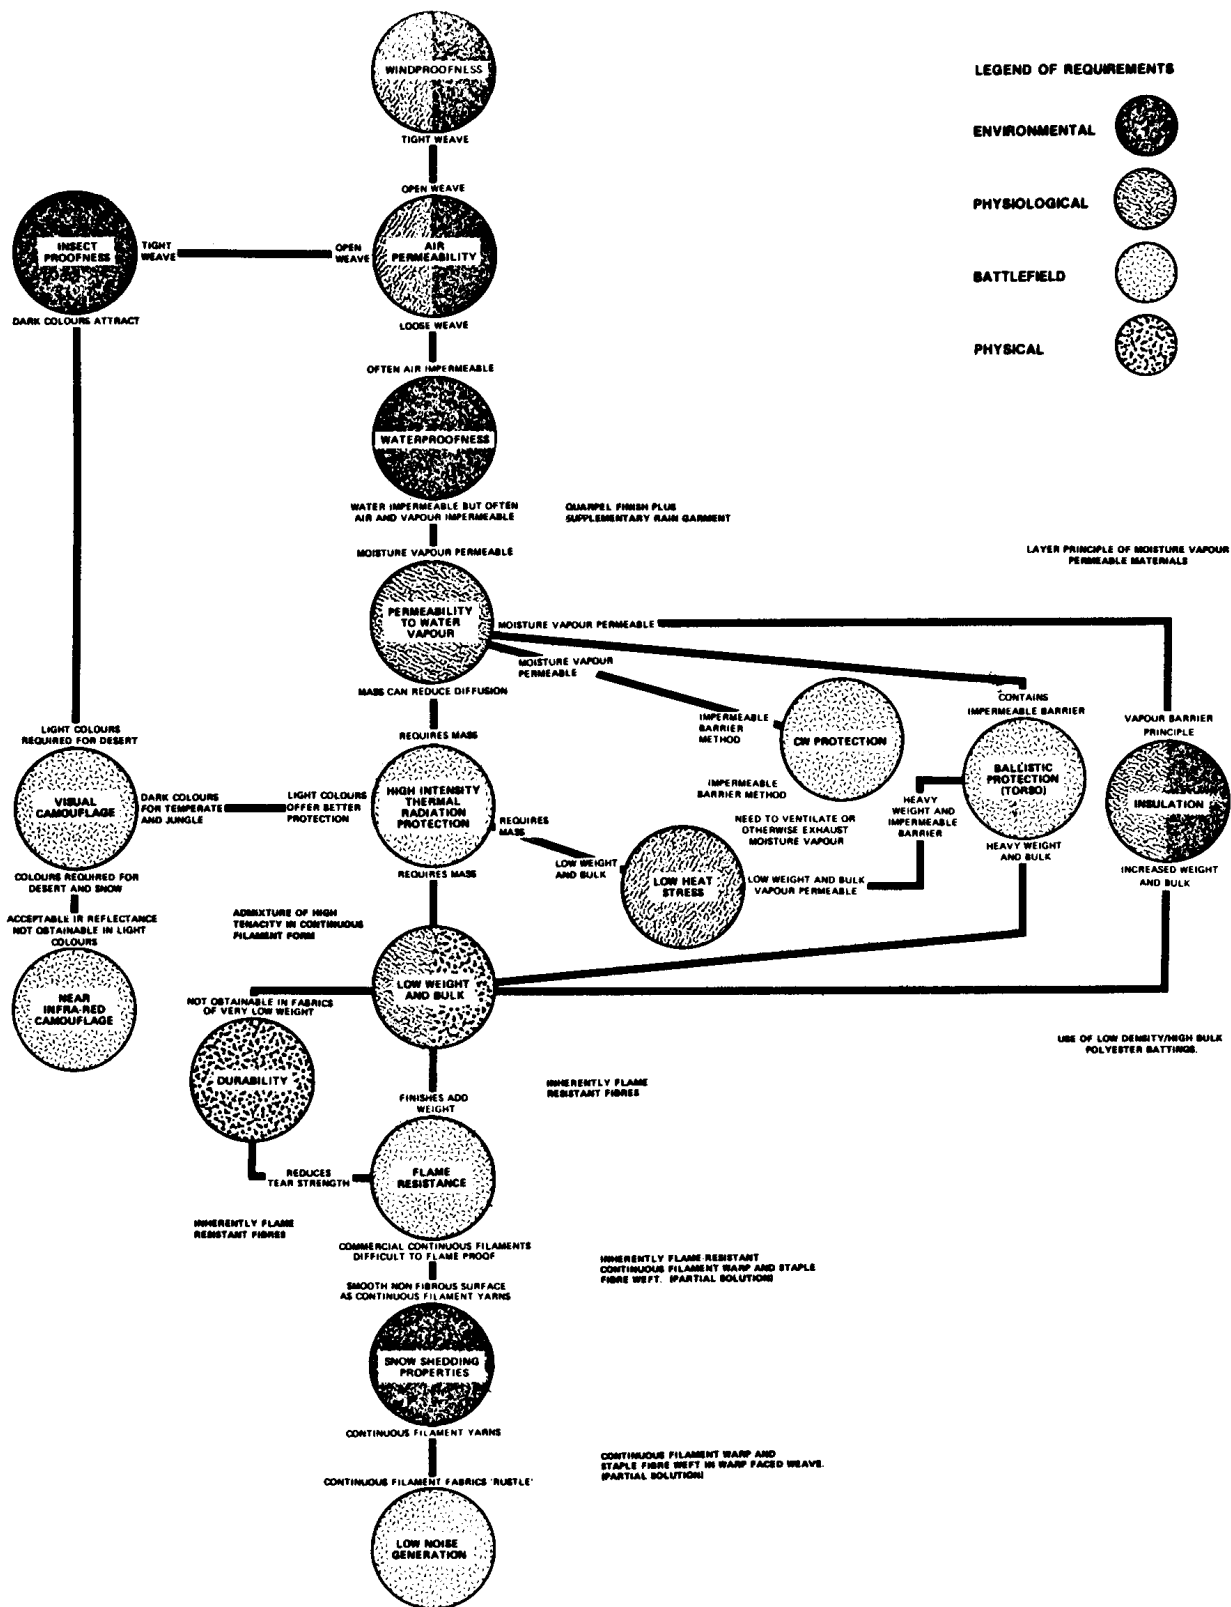 WINDPROOFNESS
TIGHT WEAVE
OPEN WEAVE
AIR
PERMEABILITY
LOOSE WEAVE
OFTEN AIR IMPERMEABLE
WATERPROOFNESS
WATER IMPERMEABLE BUT OFTEN
AIR AND VAPOUR IMPERMEABLE
QUARPEL FINISH PLUS
SUPPLEMENTARY RAIN GARMENT
LEGEND OF REQUIREMENTS
ENVIRONMENTAL
PHYSIOLOGICAL
BATTLEFIELD
PHYSICAL
INSECT
PROOFNESS
TIGHT
WEAVE
OPEN
WEAVE
DARK COLOURS ATTRACT
MOISTURE VAPOUR PERMEABLE
PERMEABILITY
TO WATER
VAPOUR
MOISTURE VAPOUR PERMEABLE
MOISTURE VAPOUR
PERMEABLE
LAYER PRINCIPLE OF MOISTURE VAPOUR
PERMEABLE MATERIALS
MASS CAN REDUCE DIFFUSION
REQUIRES MASS
IMPERMEABLE
BARRIER
METHOD
CW PROTECTION
IMPERMEABLE
BARRIER METHOD
CONTAINS
IMPERMEABLE BARRIER
BALLISTIC
PROTECTION
(TORSO)
HEAVY WEIGHT
AND BULK
VAPOUR BARRIER
PRINCIPLE
INSULATION
INCREASED WEIGHT
AND BULK
LIGHT COLOURS
REQUIRED FOR DESERT
VISUAL
CAMOUFLAGE
DARK COLOURS
FOR TEMPERATE
AND JUNGLE
LIGHT COLOURS
OFFER BETTER
PROTECTION
HIGH INTENSITY
THERMAL
RADIATION
PROTECTION
REQUIRES
MASS
REQUIRES MASS
NEED TO VENTILATE OR
OTHERWISE EXHAUST
MOISTURE VAPOUR
HEAVY
WEIGHT AND
IMPERMEABLE
BARRIER
LOW WEIGHT
AND BULK
LOW HEAT
STRESS
LOW WEIGHT AND BULK
VAPOUR PERMEABLE
COLOURS REQUIRED FOR
DESERT AND SNOW
ACCEPTABLE IR REFLECTANCE
NOT OBTAINABLE IN LIGHT
COLOURS
NEAR
INFRA-RED
CAMOUFLAGE
ADMIXTURE OF HIGH
TENACITY IN CONTINUOUS
FILAMENT FORM
LOW WEIGHT
AND BULK
NOT OBTAINABLE IN FABRICS
OF VERY LOW WEIGHT
DURABILITY
USE OF LOW DENSITY/HIGH BULK
POLYESTER BATTINGS.
INHERENTLY FLAME
RESISTANT FIBRES
FINISHES ADD
WEIGHT
FLAME
RESISTANCE
REDUCES
TEAR STRENGTH
INHERENTLY FLAME
RESISTANT FIBRES
COMMERCIAL CONTINUOUS FILAMENTS
DIFFICULT TO FLAME PROOF
INHERENTLY FLAME-RESISTANT
CONTINUOUS FILAMENT WARP AND STAPLE
FIBRE WEFT. (PARTIAL SOLUTION)
SMOOTH NON FIBROUS SURFACE
AS CONTINUOUS FILAMENT YARNS
SNOW SHEDDING
PROPERTIES
CONTINUOUS FILAMENT YARNS
CONTINUOUS FILAMENT WARP AND
STAPLE FIBRE WEFT IN WARP FACED WEAVE.
(PARTIAL SOLUTION)
CONTINUOUS FILAMENT FABRICS 'RUSTLE'
LOW NOISE
GENERATION